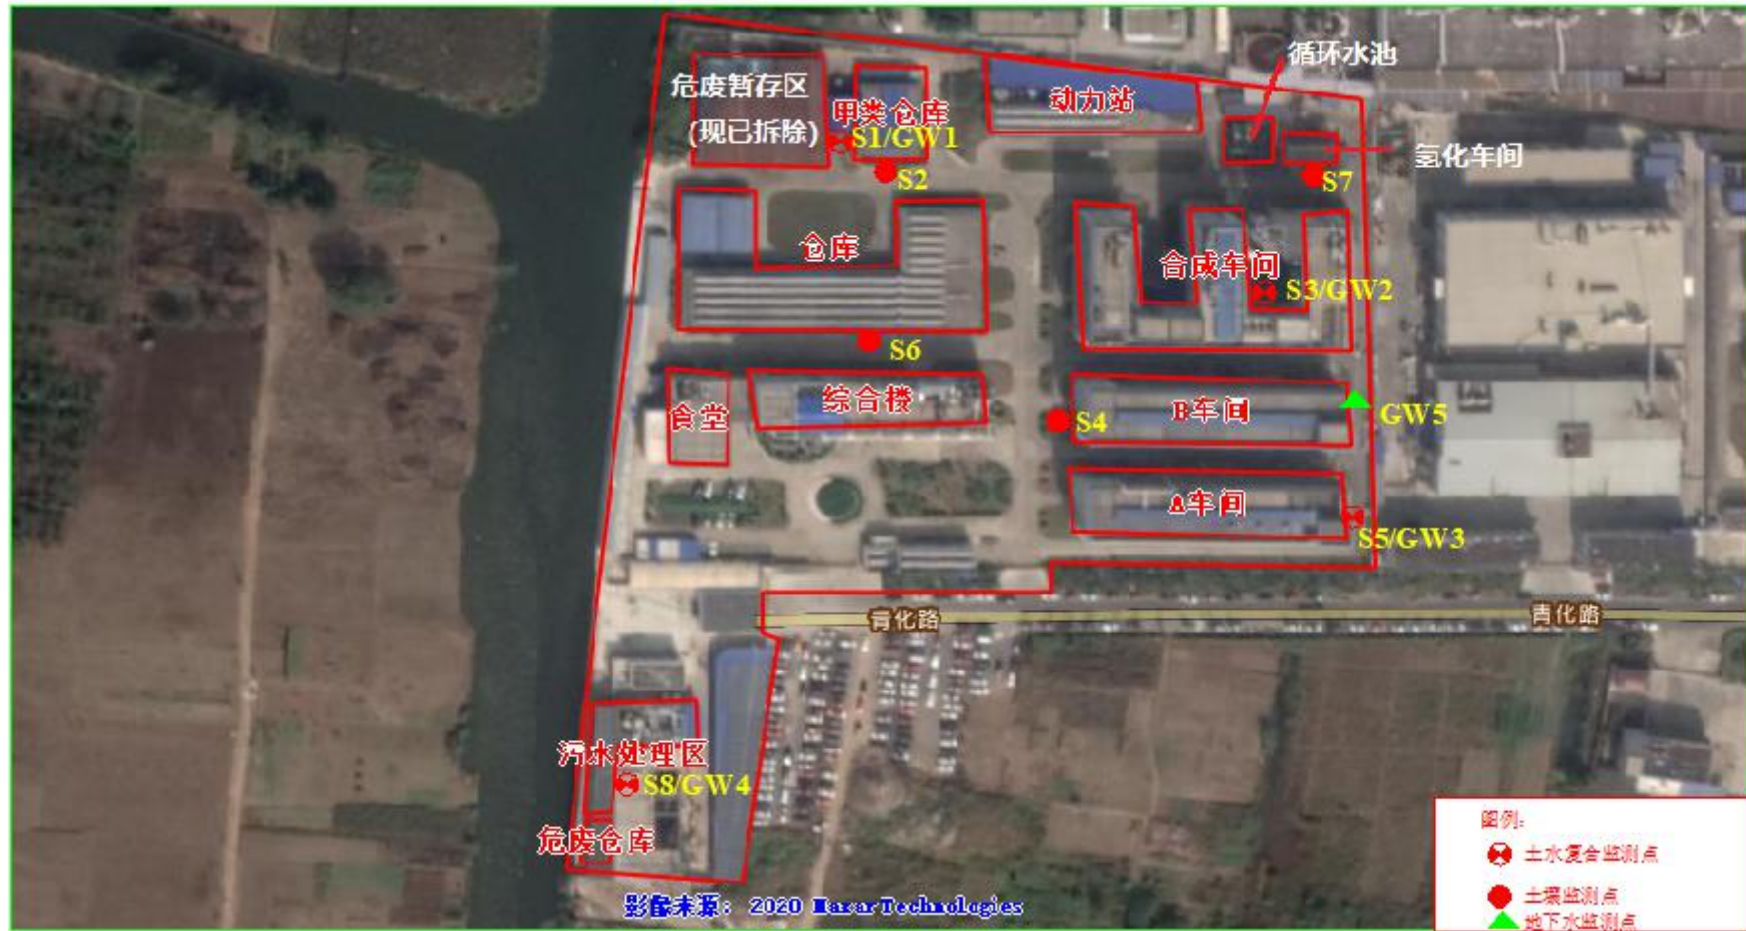 循环水池
危废暂存区
(现已拆除)
甲类仓库
动力站
S1/GW1
氢化车间
S2
S7
仓库
合成车间
S3/GW2
S6
食堂
综合楼
B车间
S4
GW5
A车间
S5/GW3
青化路
青化路
污水处理区
S8/GW4
危废仓库
影像来源: 2020 MaxarTechnologies
图例:
土水复合监测点
土壤监测点
地下水监测点